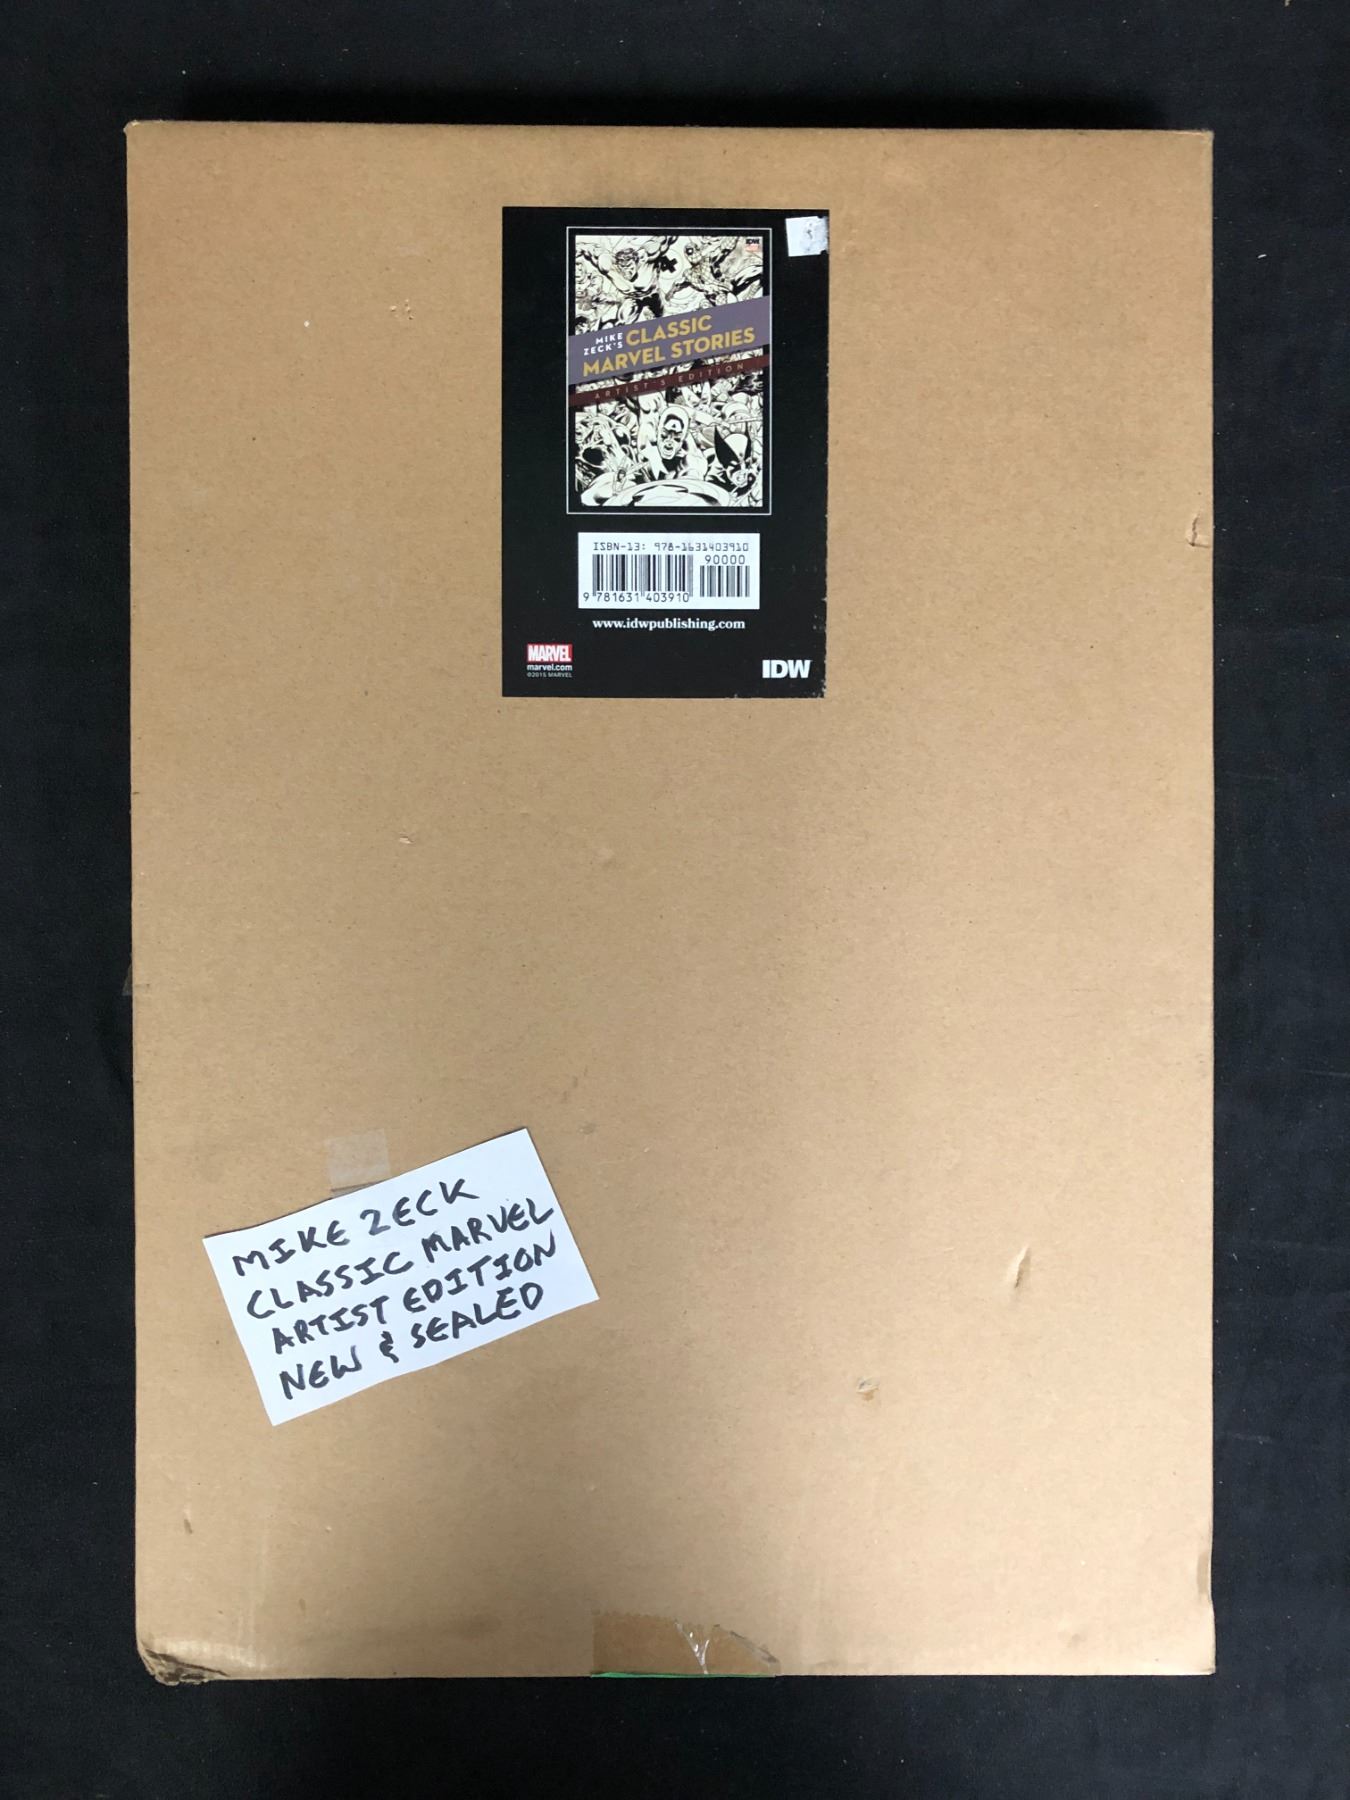 IDW
MIKE ZECK'S CLASSIC
MARVEL STORIES
ARTIST'S EDITION
ISBN-13: 978-1631403910
90000
9 781631 403910
www.idwpublishing.com
MARVEL
marvel.com
©2015 MARVEL
IDW
MIKE ZECK
CLASSIC MARVEL
ARTIST EDITION
NEW & SEALED